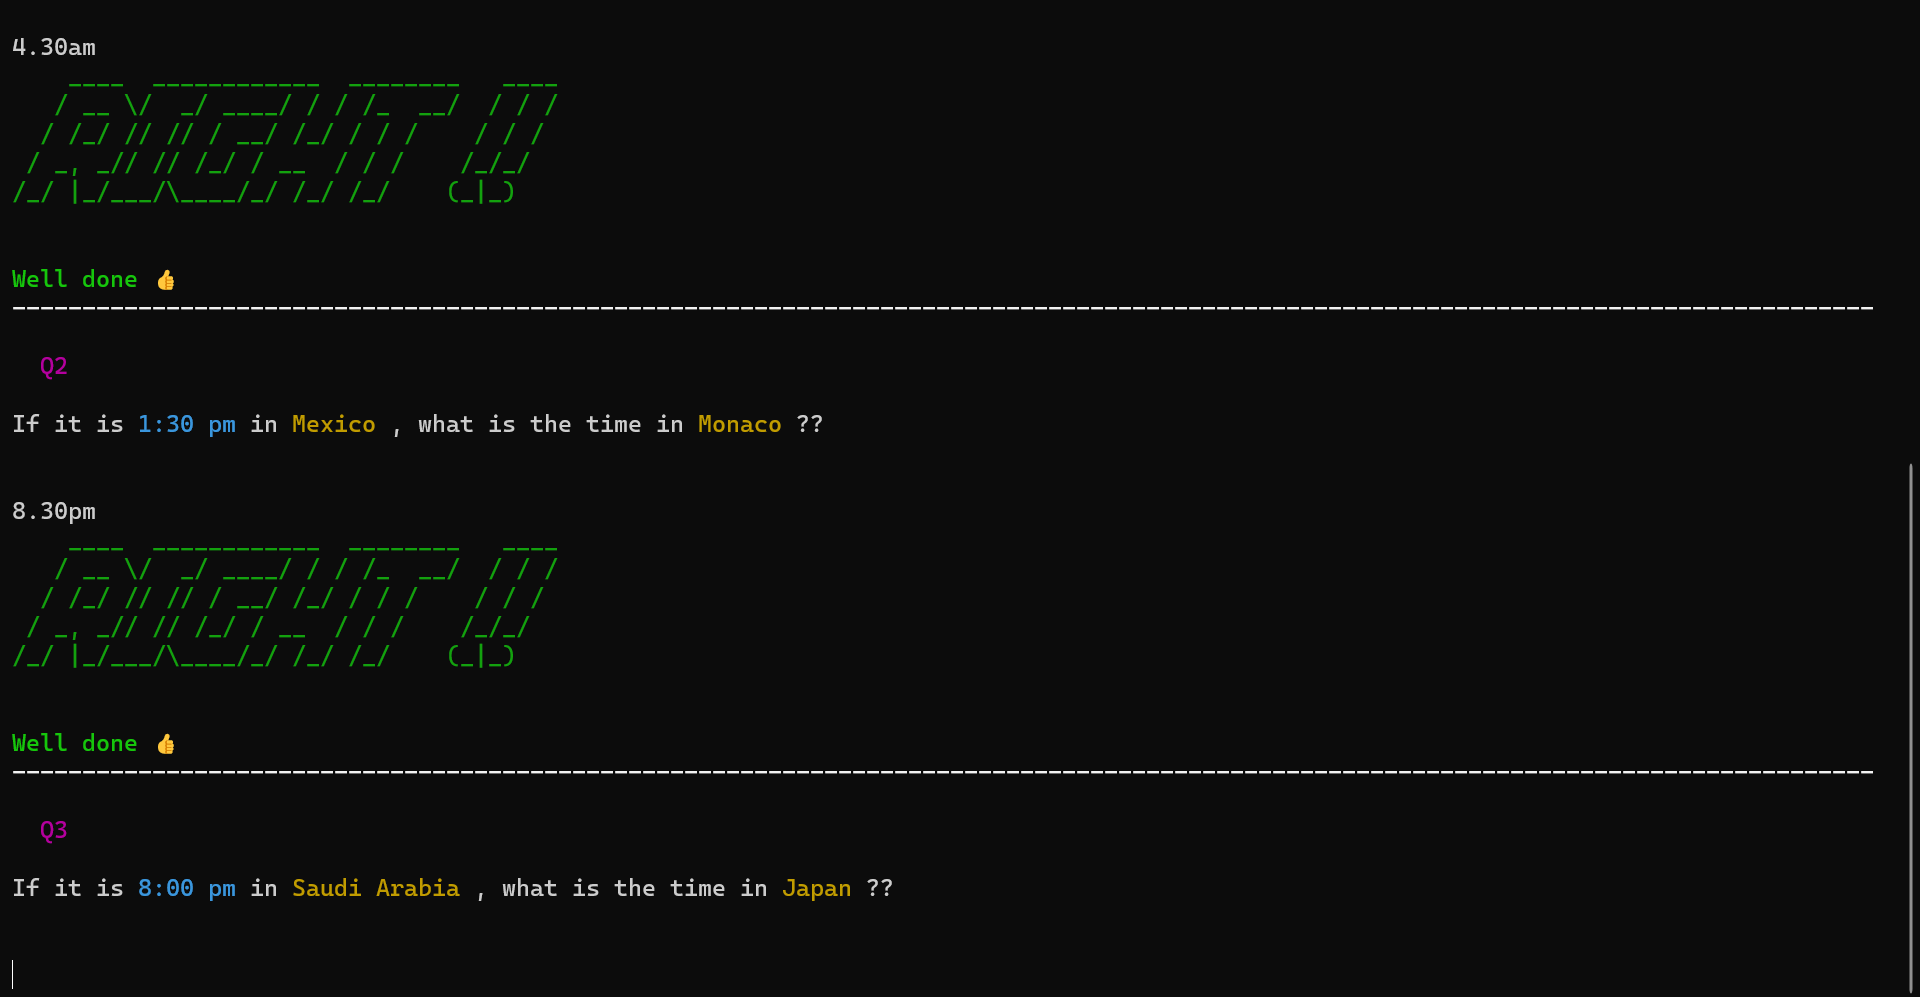 4.30am
    ____  ____________  ________   ____
   / __ \/  _/ ____/ / / /_  __/  / / /
  / /_/ // // / __/ /_/ / / /    / / /
 / _, _// // /_/ / __  / / /    /_/_/
/_/ |_/___/\____/_/ /_/ /_/    (_|_)
Well done 👍
-------------------------------------------------------------------------------------------------------------------------------------
Q2
If it is 1:30 pm in Mexico , what is the time in Monaco ??
8.30pm
    ____  ____________  ________   ____
   / __ \/  _/ ____/ / / /_  __/  / / /
  / /_/ // // / __/ /_/ / / /    / / /
 / _, _// // /_/ / __  / / /    /_/_/
/_/ |_/___/\____/_/ /_/ /_/    (_|_)
Well done 👍
-------------------------------------------------------------------------------------------------------------------------------------
Q3
If it is 8:00 pm in Saudi Arabia , what is the time in Japan ??